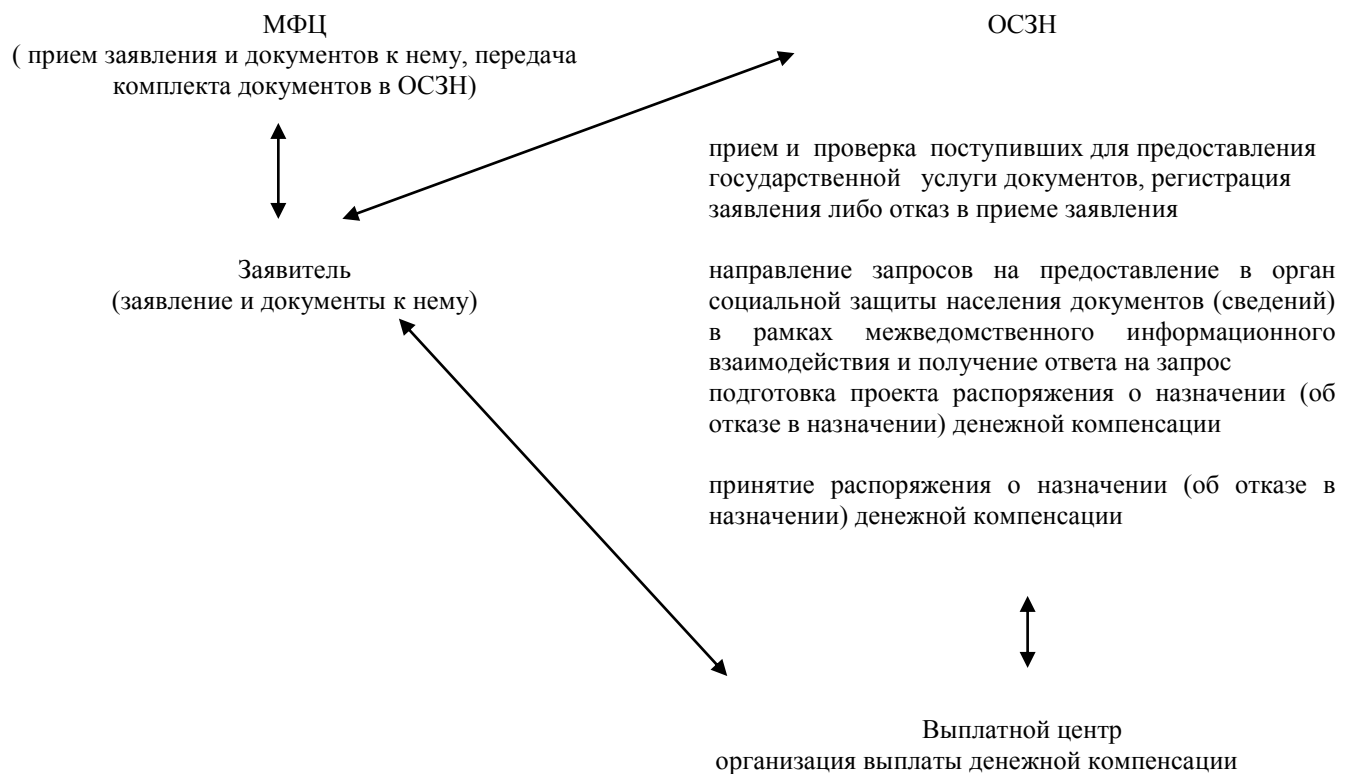 МФЦ
( прием заявления и документов к нему, передача
комплекта документов в ОСЗН)
Заявитель
(заявление и документы к нему)
ОСЗН
прием и проверка поступивших для предоставления
государственной услуги документов, регистрация
заявления либо отказ в приеме заявления
направление запросов на предоставление в орган
социальной защиты населения документов (сведений)
в рамках межведомственного информационного
взаимодействия и получение ответа на запрос
подготовка проекта распоряжения о назначении (об
отказе в назначении) денежной компенсации
принятие распоряжения о назначении (об отказе в
назначении) денежной компенсации
Выплатной центр
организация выплаты денежной компенсации